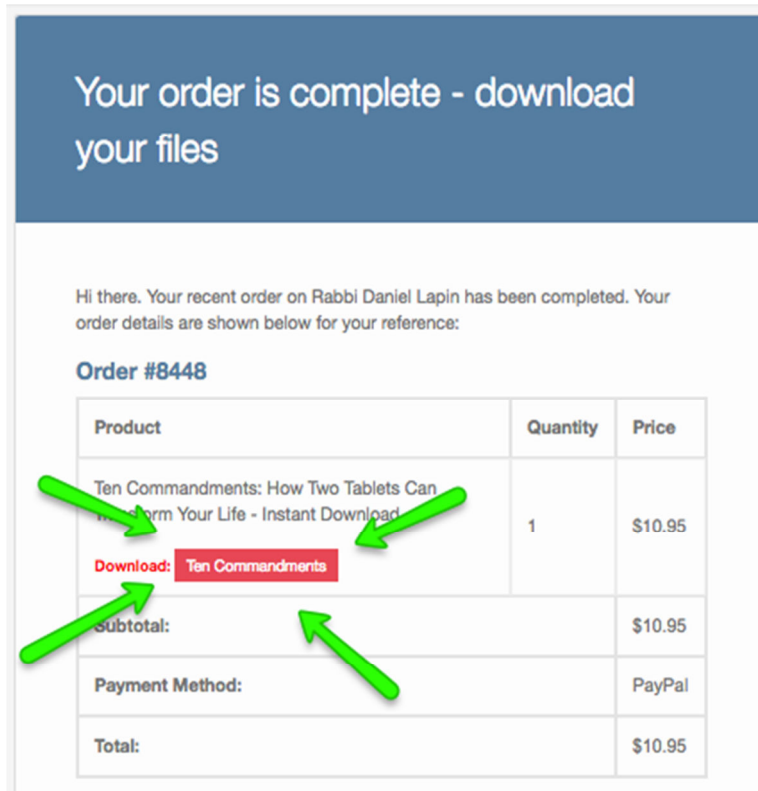 Your order is complete - download
your files
Hi there. Your recent order on Rabbi Daniel Lapin has been completed. Your
order details are shown below for your reference:
Order #8448
Product Quantity Price
Ten Commandments: How Two Tablets Can
Transform Your Life - Instant Download
1 $10.95
Download: Ten Commandments
Subtotal: $10.95
Payment Method: PayPal
Total: $10.95